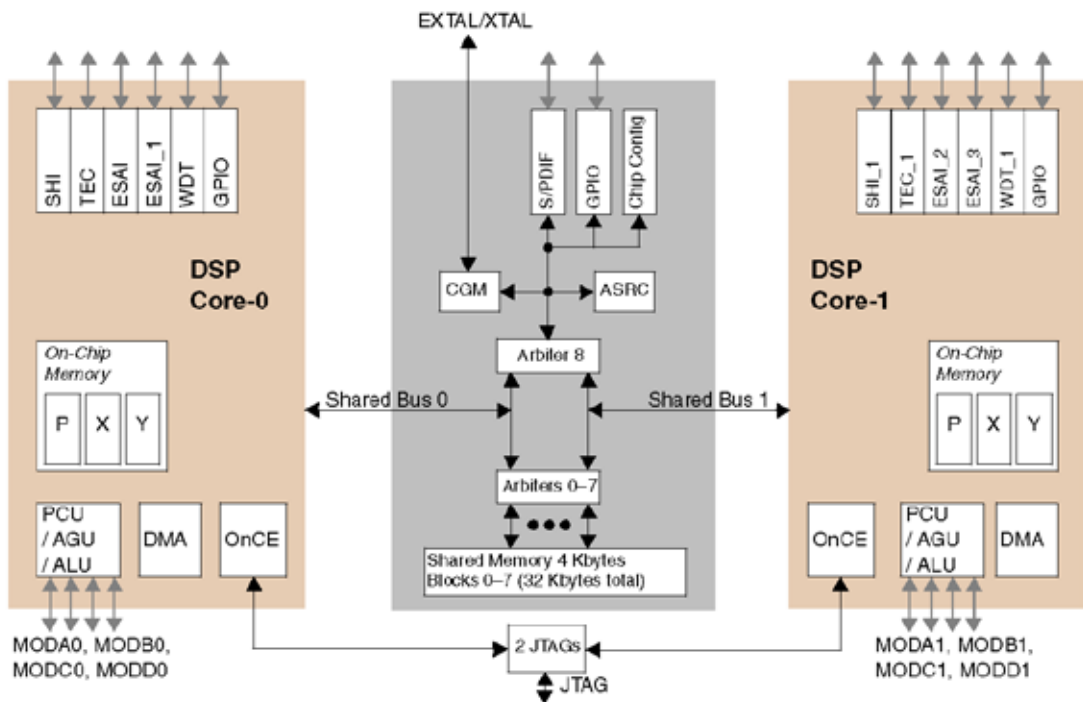 EXTAL/XTAL
SHI
TEC
ESAI
ESAI_1
WDT
GPIO
DSP
Core-0
On-Chip
Memory
P
X
Y
PCU
/ AGU
/ ALU
DMA
OnCE
MODA0, MODB0,
MODC0, MODD0
S/PDIF
GPIO
Chip Config
CGM
ASRC
Arbiter 8
Shared Bus 0
Shared Bus 1
Arbiters 0–7
Shared Memory 4 Kbytes
Blocks 0–7 (32 Kbytes total)
2 JTAGs
JTAG
SHI_1
TEC_1
ESAI_2
ESAI_3
WDT_1
GPIO
DSP
Core-1
On-Chip
Memory
P
X
Y
OnCE
PCU
/ AGU
/ ALU
DMA
MODA1, MODB1,
MODC1, MODD1